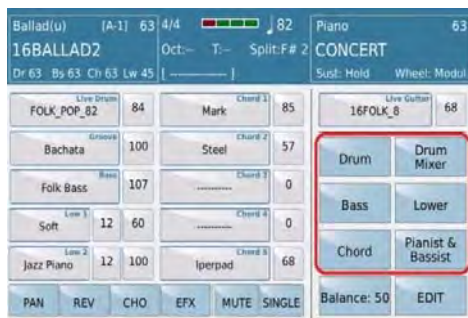 Ballad(u) [A-1] 63 4/4 82 Piano 63
16BALLAD2 Oct:-- T:-- Split:F# 2 CONCERT
Dr 63 Bs 63 Ch 63 Lw 45 [ ---------- ] Sust: Hold Wheel: Modul
Live Drum Chord 1 Live Guitar
FOLK_POP_82 84 Mark 85 16FOLK_8 68
Groove Chord 2
Bachata 100 Steel 57 Drum Drum Mixer
Bass Chord 3
Folk Bass 107 ---------- 0 Bass Lower
Low 1 Chord 4
Soft 12 60 ---------- 0
Low 2 Chord 5
Jazz Piano 12 100 Iperpad 68 Chord Pianist & Bassist
PAN REV CHO EFX MUTE SINGLE Balance: 50 EDIT